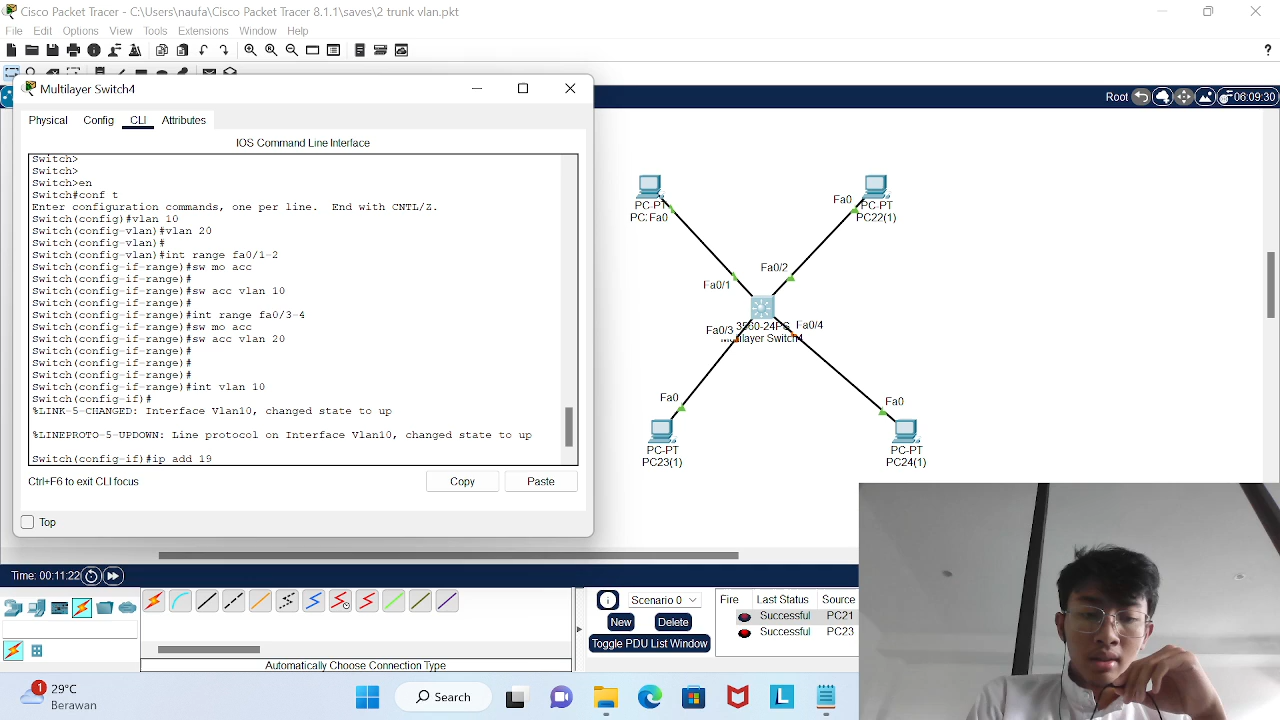 Cisco Packet Tracer - C:\Users\naufa\Cisco Packet Tracer 8.1.1\saves\2 trunk vlan.pkt
File Edit Options View Tools Extensions Window Help
?
Multilayer Switch4
Root
06:09:30
Physical Config CLI Attributes
IOS Command Line Interface
Switch>
Switch>
Switch>en
Switch#conf t
Enter configuration commands, one per line.  End with CNTL/Z.
Switch(config)#vlan 10
Switch(config-vlan)#vlan 20
Switch(config-vlan)#
Switch(config-vlan)#int range fa0/1-2
Switch(config-if-range)#sw mo acc
Switch(config-if-range)#
Switch(config-if-range)#sw acc vlan 10
Switch(config-if-range)#
Switch(config-if-range)#int range fa0/3-4
Switch(config-if-range)#sw mo acc
Switch(config-if-range)#sw acc vlan 20
Switch(config-if-range)#
Switch(config-if-range)#
Switch(config-if-range)#
Switch(config-if-range)#int vlan 10
Switch(config-if)#
%LINK-5-CHANGED: Interface Vlan10, changed state to up
%LINEPROTO-5-UPDOWN: Line protocol on Interface Vlan10, changed state to up
Switch(config-if)#ip add 19
Ctrl+F6 to exit CLI focus
Copy
Paste
Top
PC-PT
Fa0
Fa0
PC-PT
PC22(1)
Fa0/1
Fa0/2
Fa0/3
3560-24PS
Fa0/4
Switch4
Fa0
PC-PT
PC23(1)
Fa0
PC-PT
PC24(1)
Time: 00:11:22
Scenario 0
New
Delete
Toggle PDU List Window
Fire Last Status Source
Successful PC21
Successful PC23
Automatically Choose Connection Type
1
29°C
Berawan
Search
L